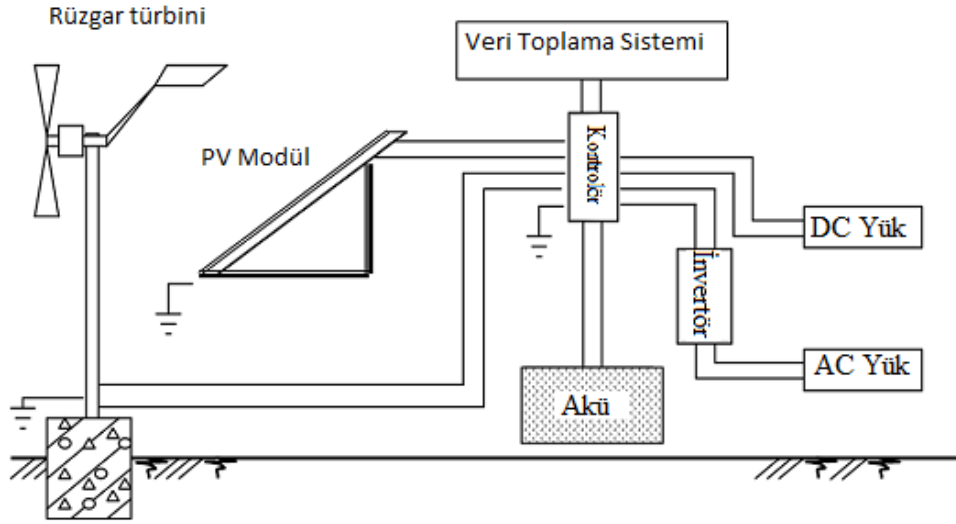 Rüzgar türbini
Veri Toplama Sistemi
PV Modül
Kontrolör
DC Yük
İnvertör
AC Yük
Akü